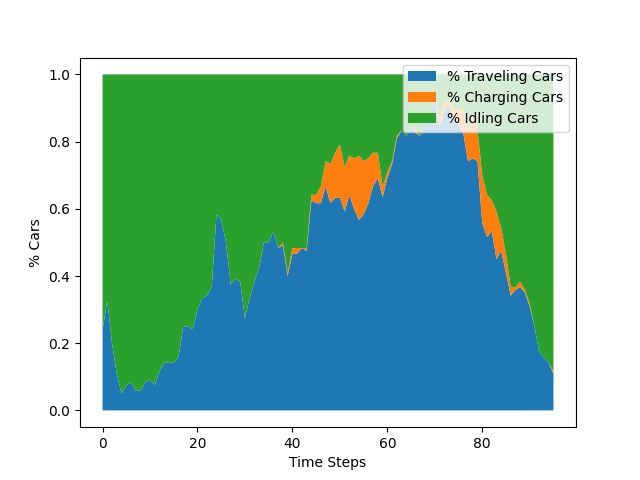 % Traveling Cars
% Charging Cars
% Idling Cars
1.0
0.8
0.6
0.4
0.2
0.0
% Cars
0 20 40 60 80
Time Steps